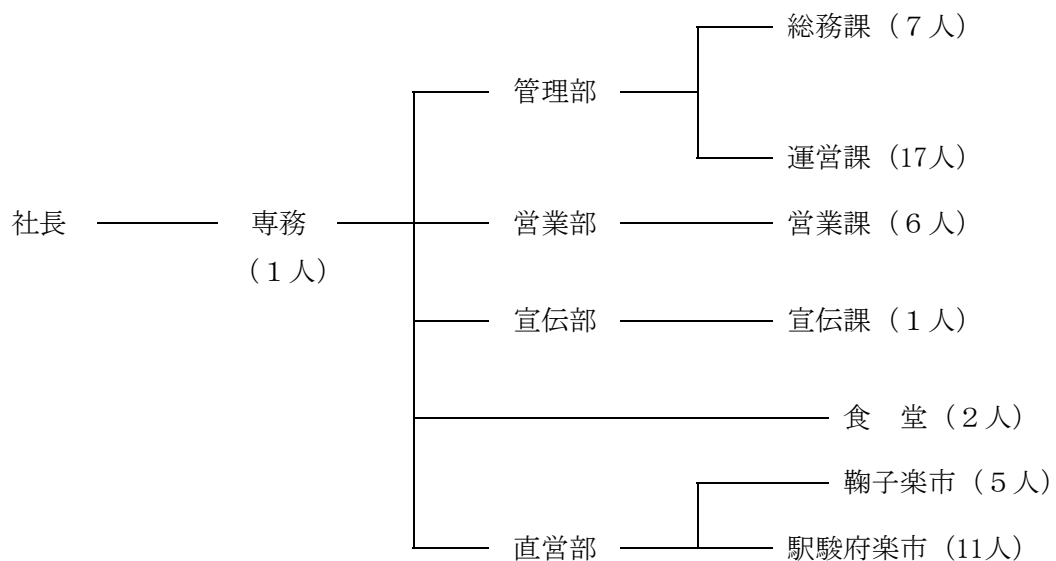 総務課（７人）
管理部
運営課（17人）
社長 専務 営業部 営業課（６人）
（１人）
宣伝部 宣伝課（１人）
食　堂（２人）
鞠子楽市（５人）
直営部 駅駿府楽市（11人）